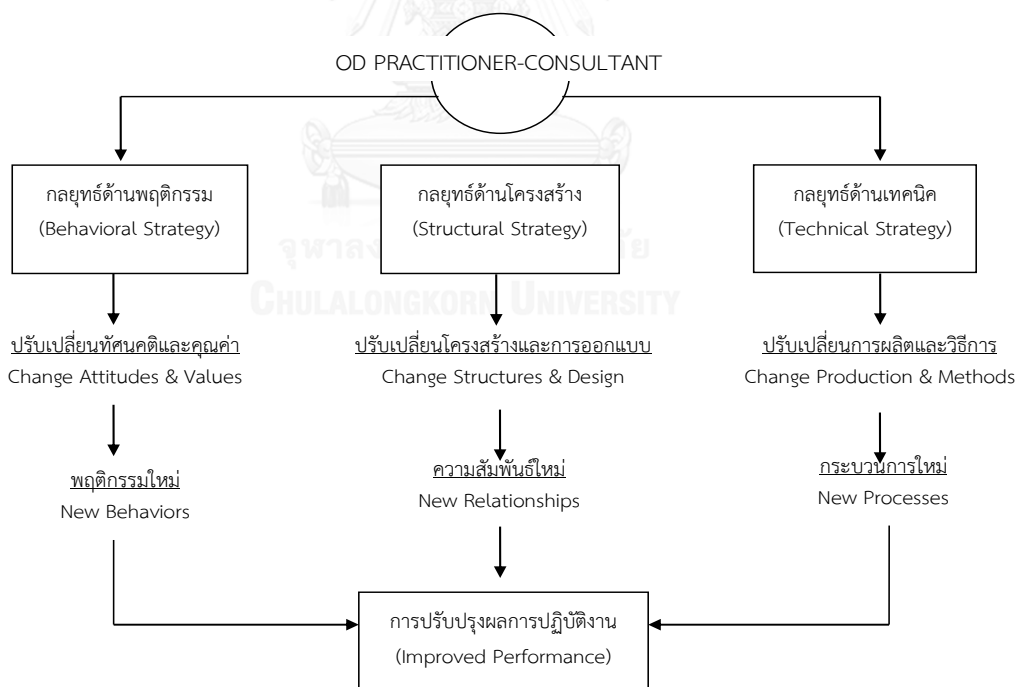 OD PRACTITIONER-CONSULTANT
กลยุทธ์ด้านพฤติกรรม
(Behavioral Strategy)
กลยุทธ์ด้านโครงสร้าง
(Structural Strategy)
กลยุทธ์ด้านเทคนิค
(Technical Strategy)
CHULALONGKORN UNIVERSITY
ปรับเปลี่ยนทัศนคติและคุณค่า
Change Attitudes & Values
ปรับเปลี่ยนโครงสร้างและการออกแบบ
Change Structures & Design
ปรับเปลี่ยนการผลิตและวิธีการ
Change Production & Methods
พฤติกรรมใหม่
New Behaviors
ความสัมพันธ์ใหม่
New Relationships
กระบวนการใหม่
New Processes
การปรับปรุงผลการปฏิบัติงาน
(Improved Performance)